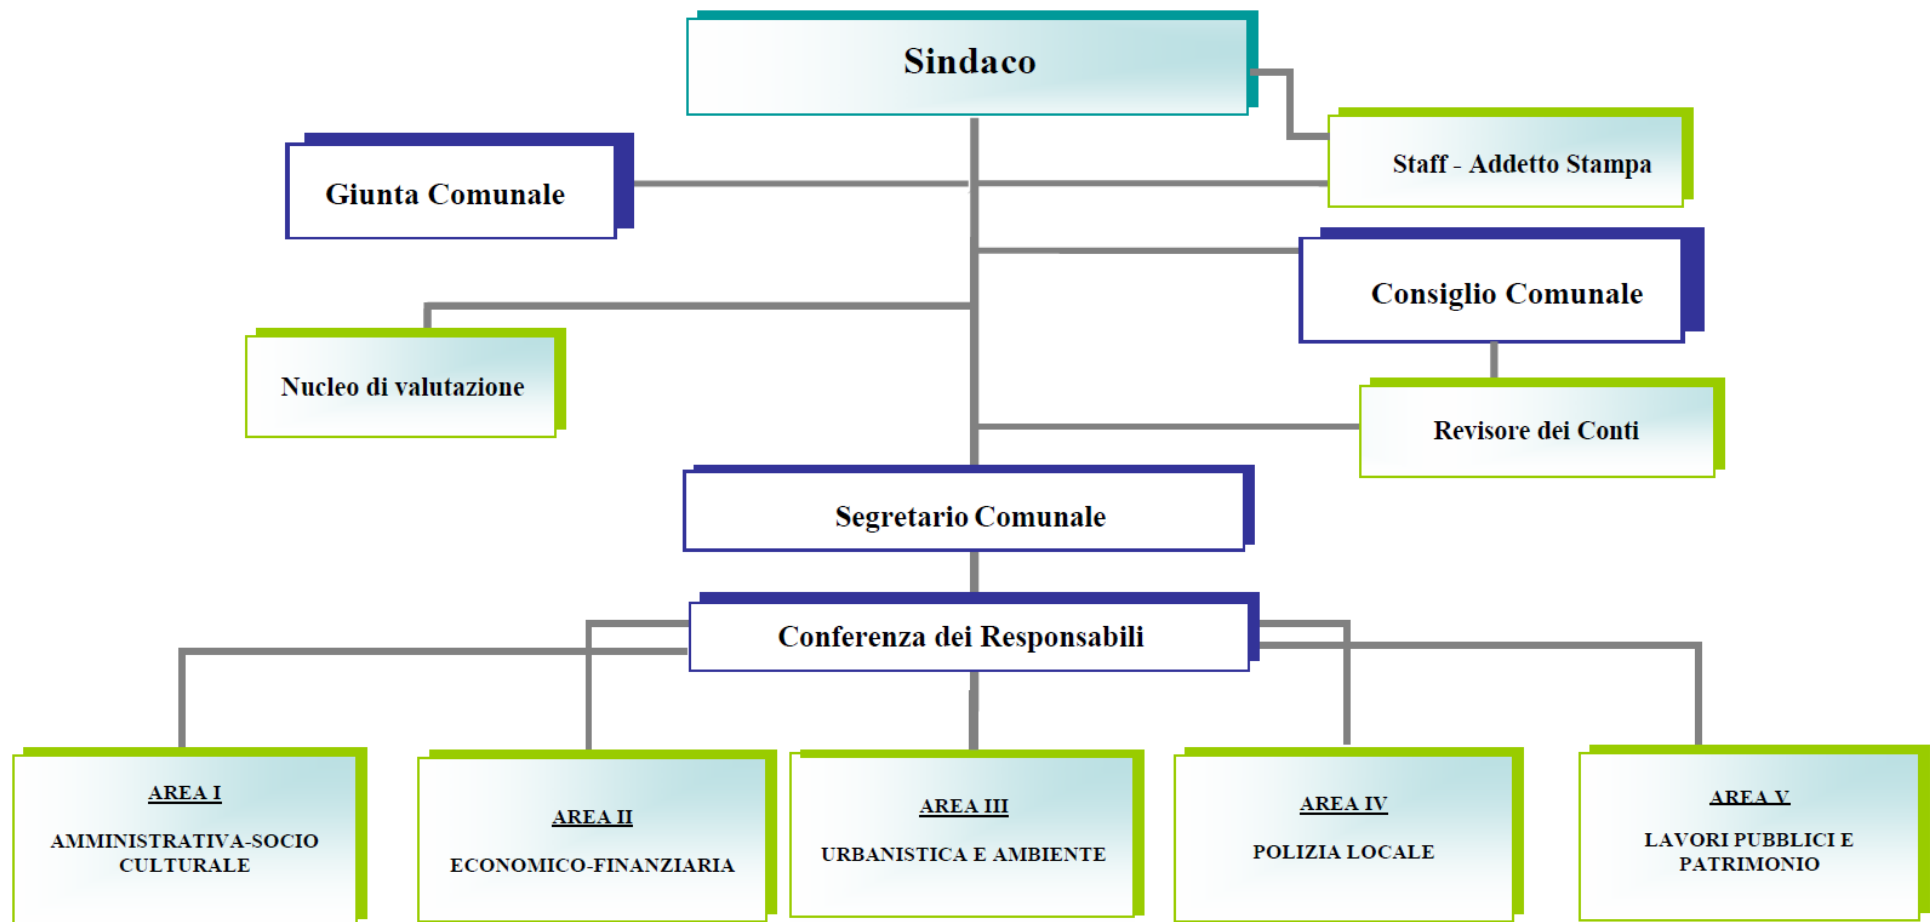 Sindaco
Staff - Addetto Stampa
Giunta Comunale
Consiglio Comunale
Nucleo di valutazione
Revisore dei Conti
Segretario Comunale
Conferenza dei Responsabili
AREA I
AMMINISTRATIVA-SOCIO
CULTURALE
AREA II
ECONOMICO-FINANZIARIA
AREA III
URBANISTICA E AMBIENTE
AREA IV
POLIZIA LOCALE
AREA V
LAVORI PUBBLICI E
PATRIMONIO